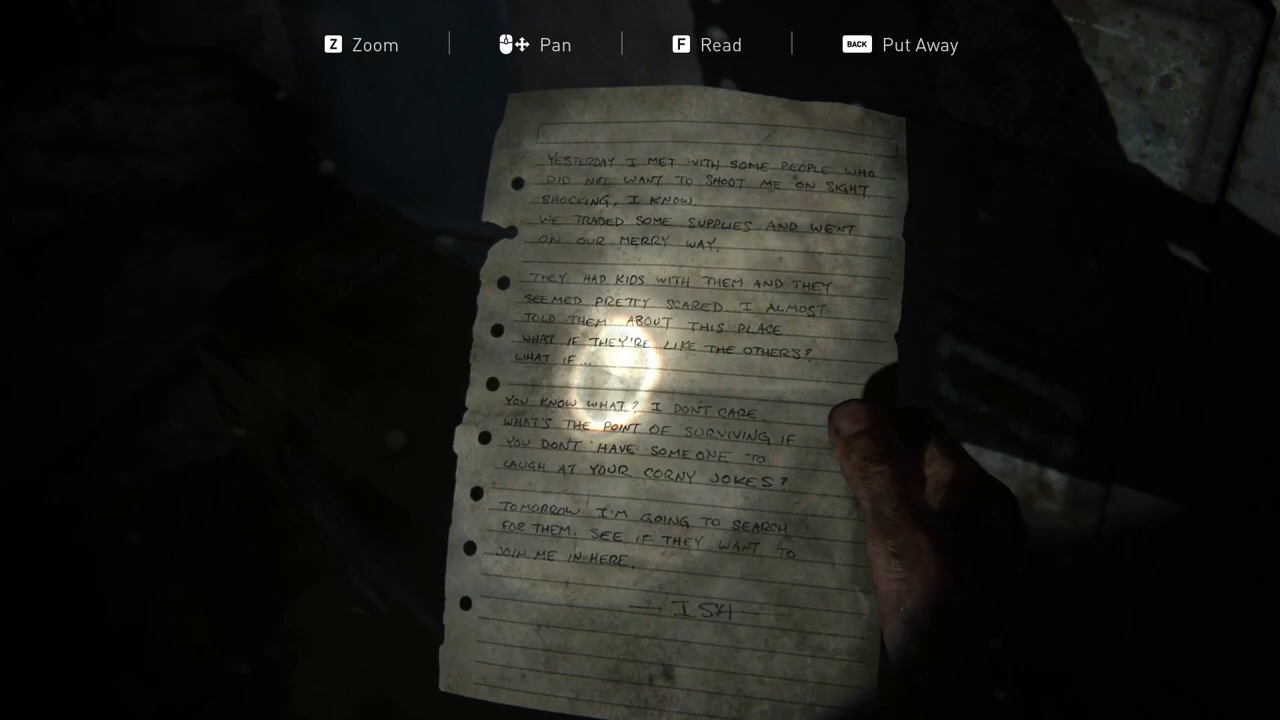 Z Zoom | Pan | F Read | BACK Put Away
YESTERDAY I MET WITH SOME PEOPLE WHO
DID NOT WANT TO SHOOT ME ON SIGHT.
SHOCKING, I KNOW.
WE TRADED SOME SUPPLIES AND WENT
ON OUR MERRY WAY.
THEY HAD KIDS WITH THEM AND THEY
SEEMED PRETTY SCARED. I ALMOST
TOLD THEM ABOUT THIS PLACE.
WHAT IF THEY'RE LIKE THE OTHERS?
WHAT IF...
YOU KNOW WHAT? I DON'T CARE.
WHAT'S THE POINT OF SURVIVING IF
YOU DON'T HAVE SOMEONE TO
LAUGH AT YOUR CORNY JOKES?
TOMORROW I'M GOING TO SEARCH
FOR THEM. SEE IF THEY WANT TO
JOIN ME IN HERE.
— ISH